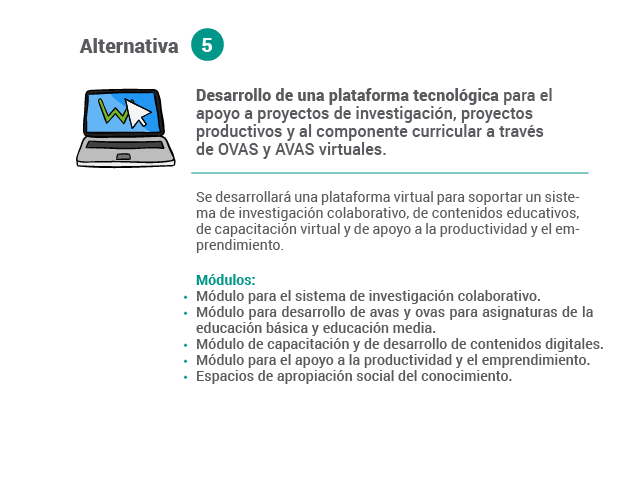 Alternativa 5
Desarrollo de una plataforma tecnológica para el
apoyo a proyectos de investigación, proyectos
productivos y al componente curricular a través
de OVAS y AVAS virtuales.
Se desarrollará una plataforma virtual para soportar un siste-
ma de investigación colaborativo, de contenidos educativos,
de capacitación virtual y de apoyo a la productividad y el em-
prendimiento.
Módulos:
• Módulo para el sistema de investigación colaborativo.
• Módulo para desarrollo de avas y ovas para asignaturas de la
educación básica y educación media.
• Módulo de capacitación y de desarrollo de contenidos digitales.
• Módulo para el apoyo a la productividad y el emprendimiento.
• Espacios de apropiación social del conocimiento.